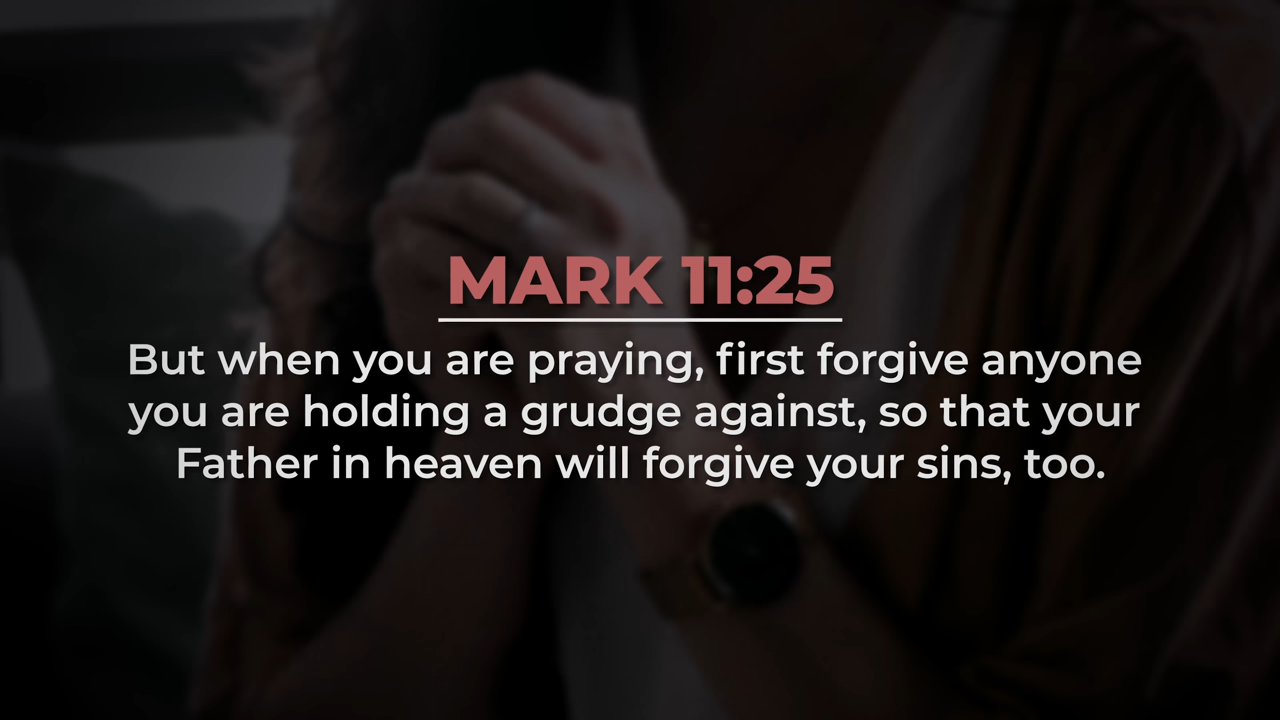 MARK 11:25
But when you are praying, first forgive anyone
you are holding a grudge against, so that your
Father in heaven will forgive your sins, too.